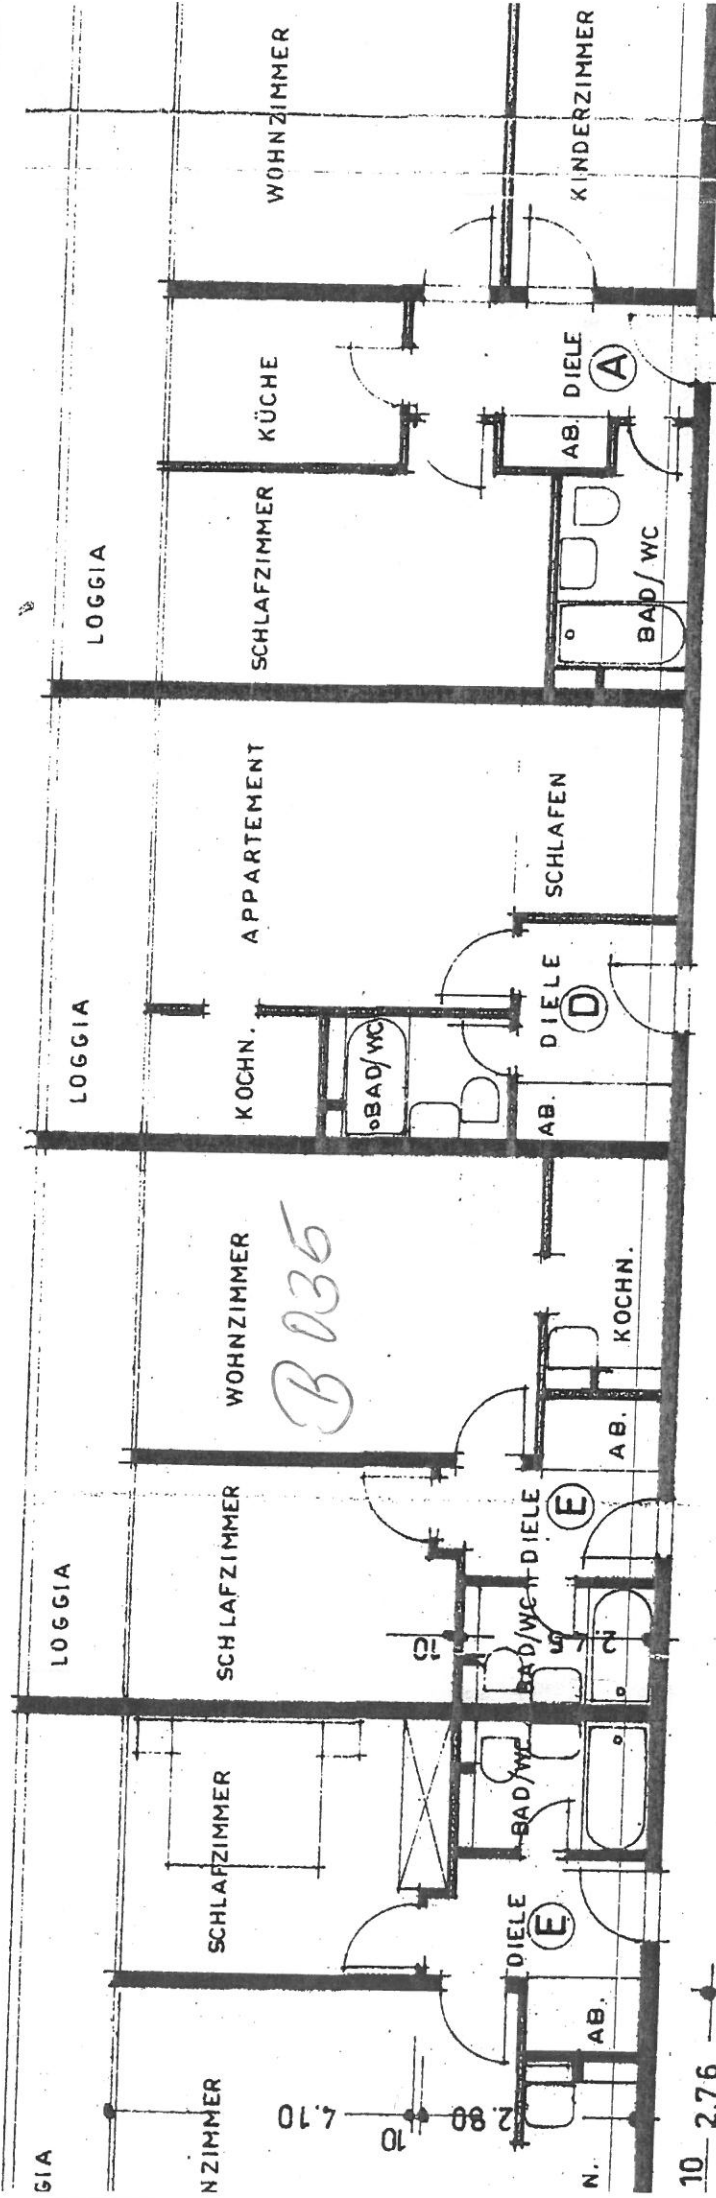 WOHNZIMMER
KINDERZIMMER
KÜCHE
DIELE
A
AB.
LOGGIA
SCHLAFZIMMER
BAD/WC
APPARTEMENT
SCHLAFEN
LOGGIA
KOCHN.
BAD/WC
DIELE
D
AB.
WOHNZIMMER
B 035
KOCHN.
AB.
LOGGIA
SCHLAFZIMMER
DIELE
E
BAD/WC
10
SCHLAFZIMMER
BAD/WC
DIELE
E
AB.
GIA
NZIMMER
4.10
10
2.80
N.
10 2.76